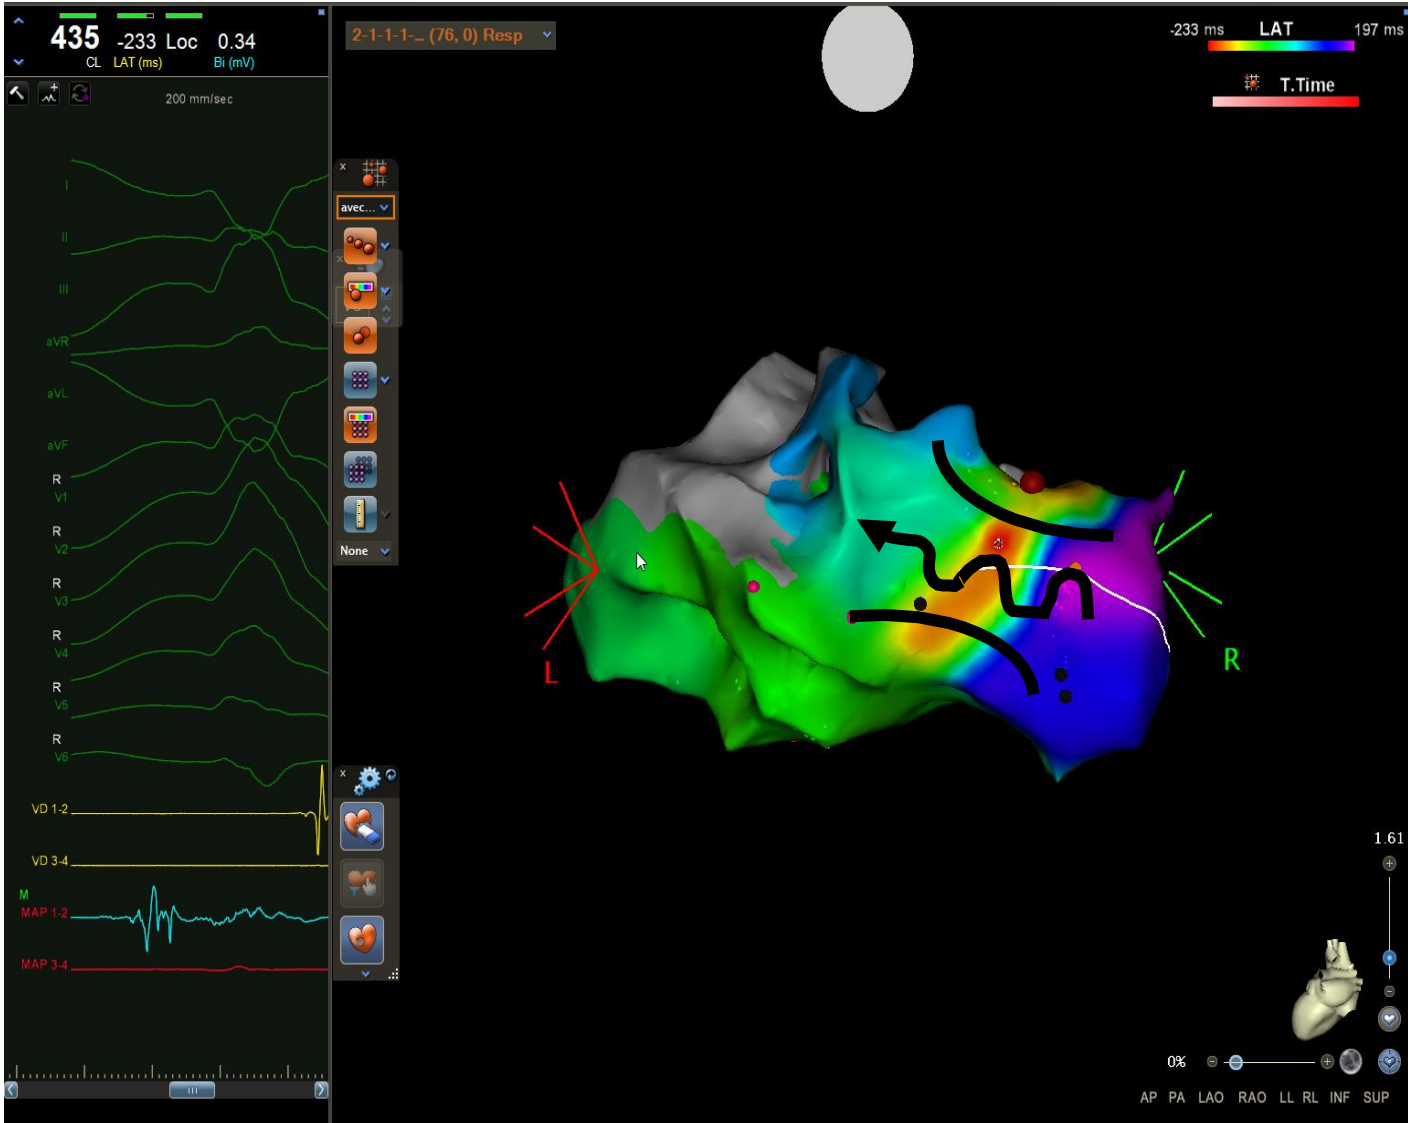 435 -233 Loc 0.34
CL LAT (ms) Bi (mV)
200 mm/sec
I
II
III
aVR
aVL
aVF
R
V1
R
V2
R
V3
R
V4
R
V5
R
V6
VD 1-2
VD 3-4
M
MAP 1-2
MAP 3-4
2-1-1-1-... (76, 0) Resp
x
avec...
x
None
x
-233 ms LAT 197 ms
T.Time
L
R
1.61
0%
AP PA LAO RAO LL RL INF SUP